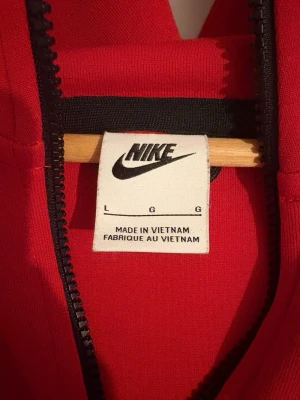 NIKE
L G G
MADE IN VIETNAM
FABRIQUE AU VIETNAM